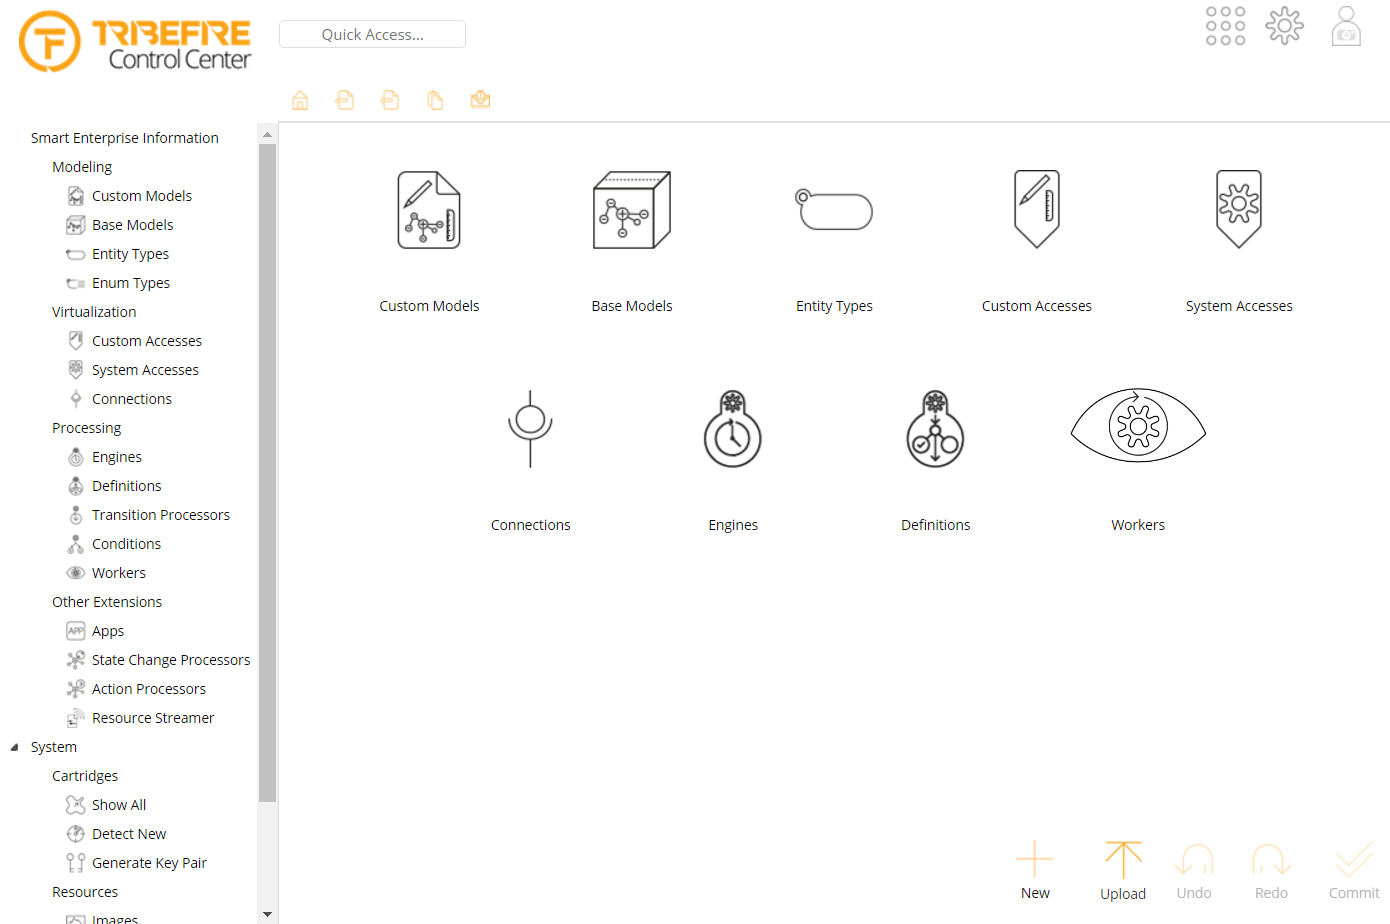 TRIBEFIRE
Control Center
Quick Access...
Smart Enterprise Information
Modeling
Custom Models
Base Models
Entity Types
Enum Types
Virtualization
Custom Accesses
System Accesses
Connections
Processing
Engines
Definitions
Transition Processors
Conditions
Workers
Other Extensions
APP Apps
State Change Processors
Action Processors
Resource Streamer
System
Cartridges
Show All
Detect New
Generate Key Pair
Resources
Images
Custom Models Base Models Entity Types Custom Accesses System Accesses
Connections Engines Definitions Workers
New Upload Undo Redo Commit